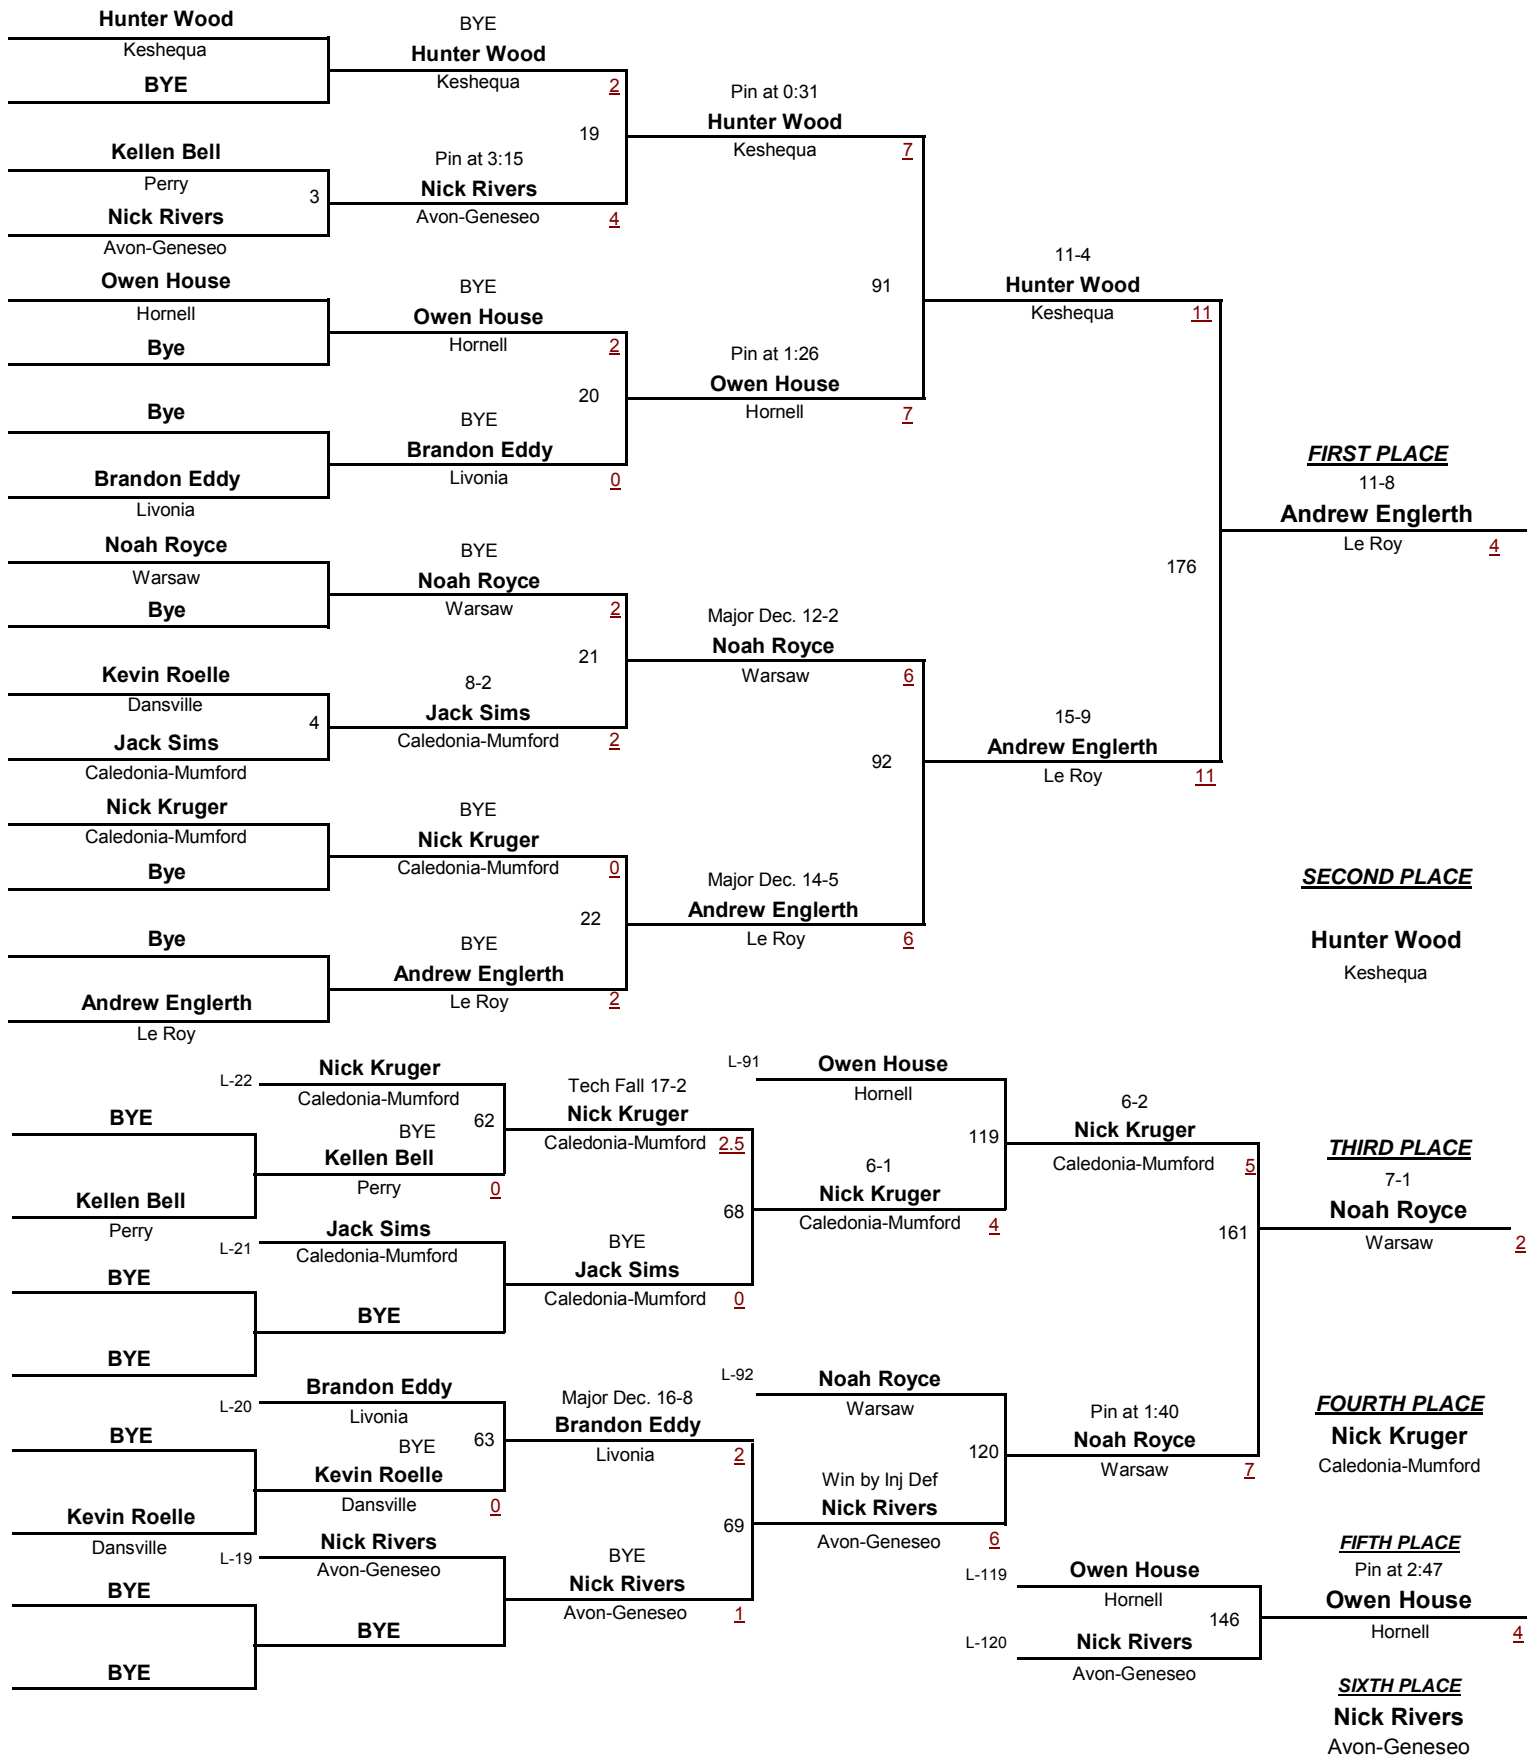 Hunter Wood
Keshequa
BYE
Kellen Bell
Perry
3
Nick Rivers
Avon-Geneseo
Owen House
Hornell
Bye
Bye
Brandon Eddy
Livonia
Noah Royce
Warsaw
Bye
Kevin Roelle
Dansville
4
Jack Sims
Caledonia-Mumford
Nick Kruger
Caledonia-Mumford
Bye
Bye
Andrew Englerth
Le Roy
BYE
Hunter Wood
Keshequa 2
19
Pin at 3:15
Nick Rivers
Avon-Geneseo 4
BYE
Owen House
Hornell 2
20
BYE
Brandon Eddy
Livonia 0
BYE
Noah Royce
Warsaw 2
21
8-2
Jack Sims
Caledonia-Mumford 2
BYE
Nick Kruger
Caledonia-Mumford 0
22
BYE
Andrew Englerth
Le Roy 2
Pin at 0:31
Hunter Wood
Keshequa 7
91
Pin at 1:26
Owen House
Hornell 7
Major Dec. 12-2
Noah Royce
Warsaw 6
92
Major Dec. 14-5
Andrew Englerth
Le Roy 6
11-4
Hunter Wood
Keshequa 11
176
15-9
Andrew Englerth
Le Roy 11
FIRST PLACE
11-8
Andrew Englerth
Le Roy 4
SECOND PLACE
Hunter Wood
Keshequa
BYE
Kellen Bell
Perry
BYE
BYE
BYE
Kevin Roelle
Dansville
BYE
BYE
L-22 Nick Kruger
Caledonia-Mumford
62
BYE
Kellen Bell
Perry 0
L-21 Jack Sims
Caledonia-Mumford
BYE
L-20 Brandon Eddy
Livonia
63
BYE
Kevin Roelle
Dansville 0
L-19 Nick Rivers
Avon-Geneseo
BYE
Tech Fall 17-2
Nick Kruger
Caledonia-Mumford 2.5
68
BYE
Jack Sims
Caledonia-Mumford 0
Major Dec. 16-8
Brandon Eddy
Livonia 2
69
BYE
Nick Rivers
Avon-Geneseo 1
L-91 Owen House
Hornell
119
6-1
Nick Kruger
Caledonia-Mumford 4
L-92 Noah Royce
Warsaw
120
Win by Inj Def
Nick Rivers
Avon-Geneseo 6
6-2
Nick Kruger
Caledonia-Mumford 5
161
Pin at 1:40
Noah Royce
Warsaw 7
THIRD PLACE
7-1
Noah Royce
Warsaw 2
FOURTH PLACE
Nick Kruger
Caledonia-Mumford
L-119 Owen House
Hornell
146
L-120 Nick Rivers
Avon-Geneseo
FIFTH PLACE
Pin at 2:47
Owen House
Hornell 4
SIXTH PLACE
Nick Rivers
Avon-Geneseo